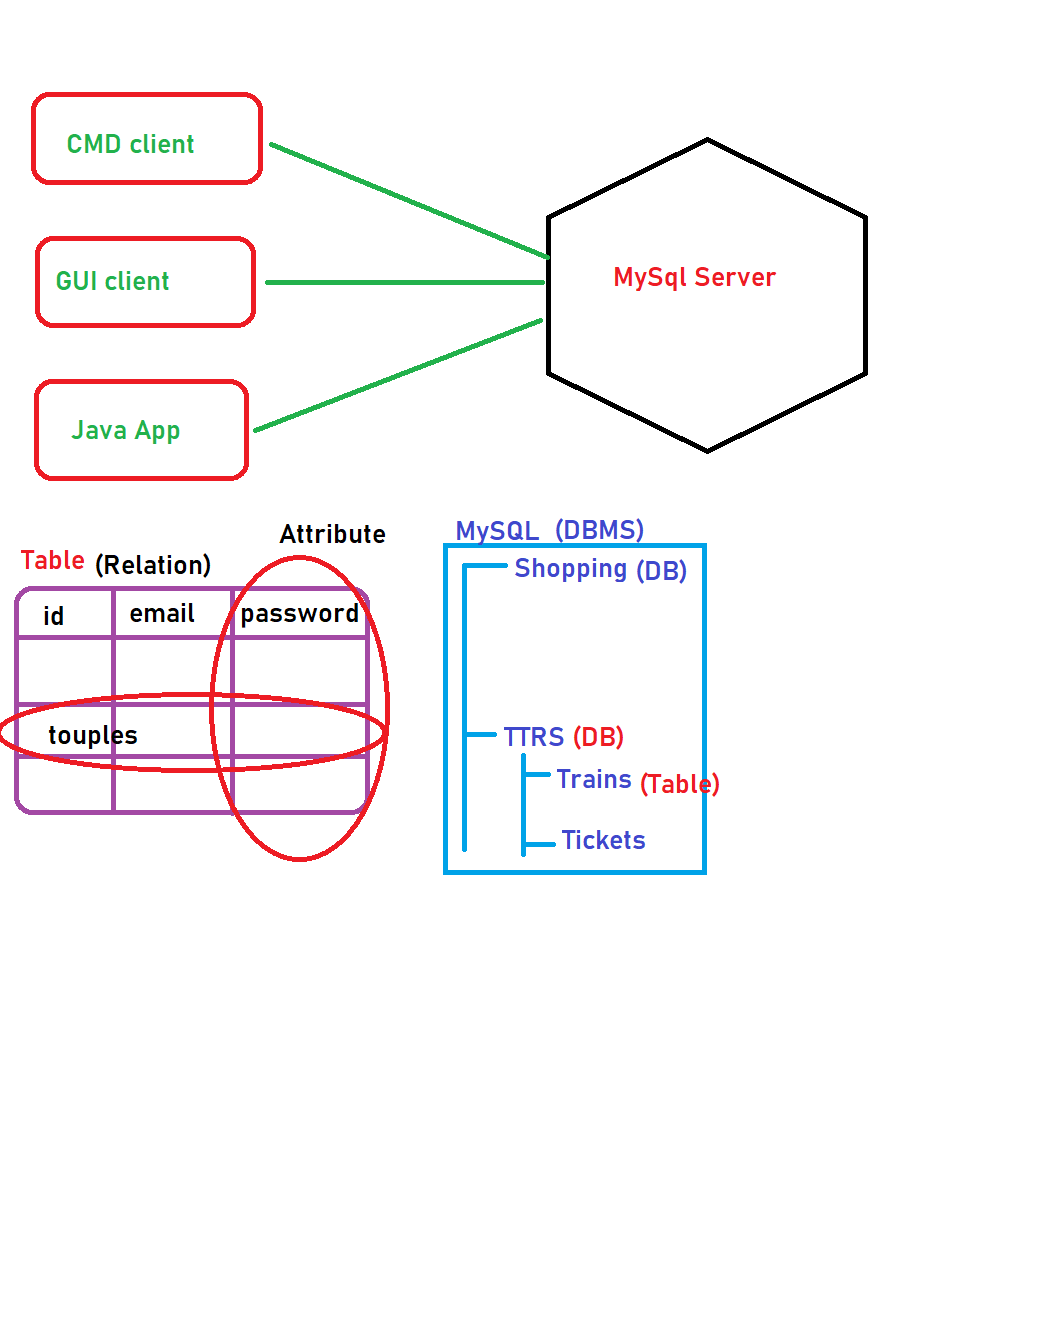 CMD client
GUI client
MySql Server
Java App
Attribute
Table (Relation)
id email password
touples
MySQL (DBMS)
Shopping (DB)
TTRS (DB)
Trains (Table)
Tickets